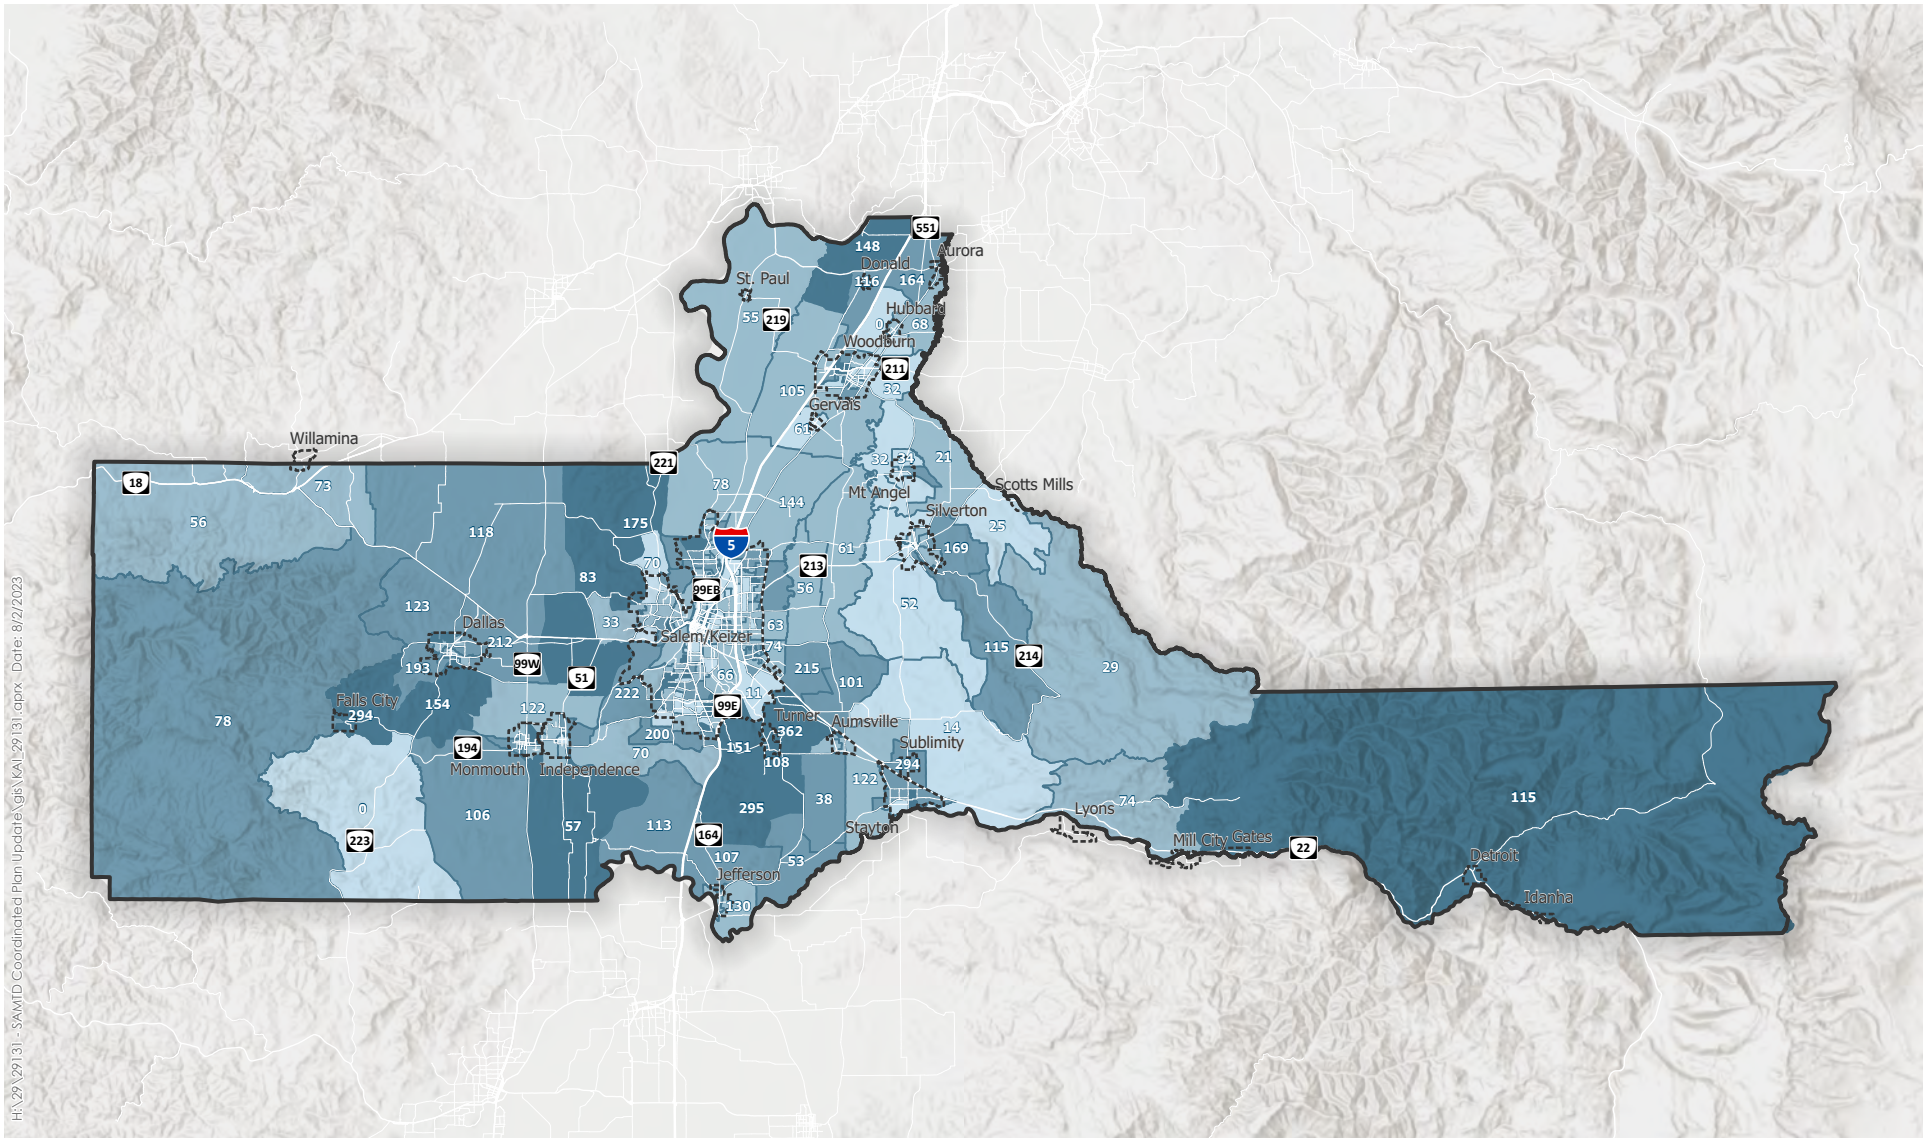 551
Aurora
148
Donald
116
164
St. Paul
Hubbard
55
219
0
68
Woodburn
211
105
32
Gervais
61
Willamina
221
32
34
21
18
73
78
Mt Angel
Scotts Mills
56
144
Silverton
25
118
175
5
61
169
70
213
83
99EB
56
123
52
33
63
Dallas
212
Salem/Keizer
74
115
214
193
99W
51
66
215
29
101
222
11
Falls City
294
154
122
99E
78
Turner
Aumsville
14
200
362
194
70
151
Sublimity
Monmouth
Independence
108
294
122
0
295
38
74
115
106
57
113
Lyons
223
164
Stayton
Mill City
Gates
22
107
53
Detroit
Jefferson
130
Idanha
H:\29\29131 - SAMTD Coordinated Plan Update\gis\KAI_29131.aprx Date: 8/2/2023